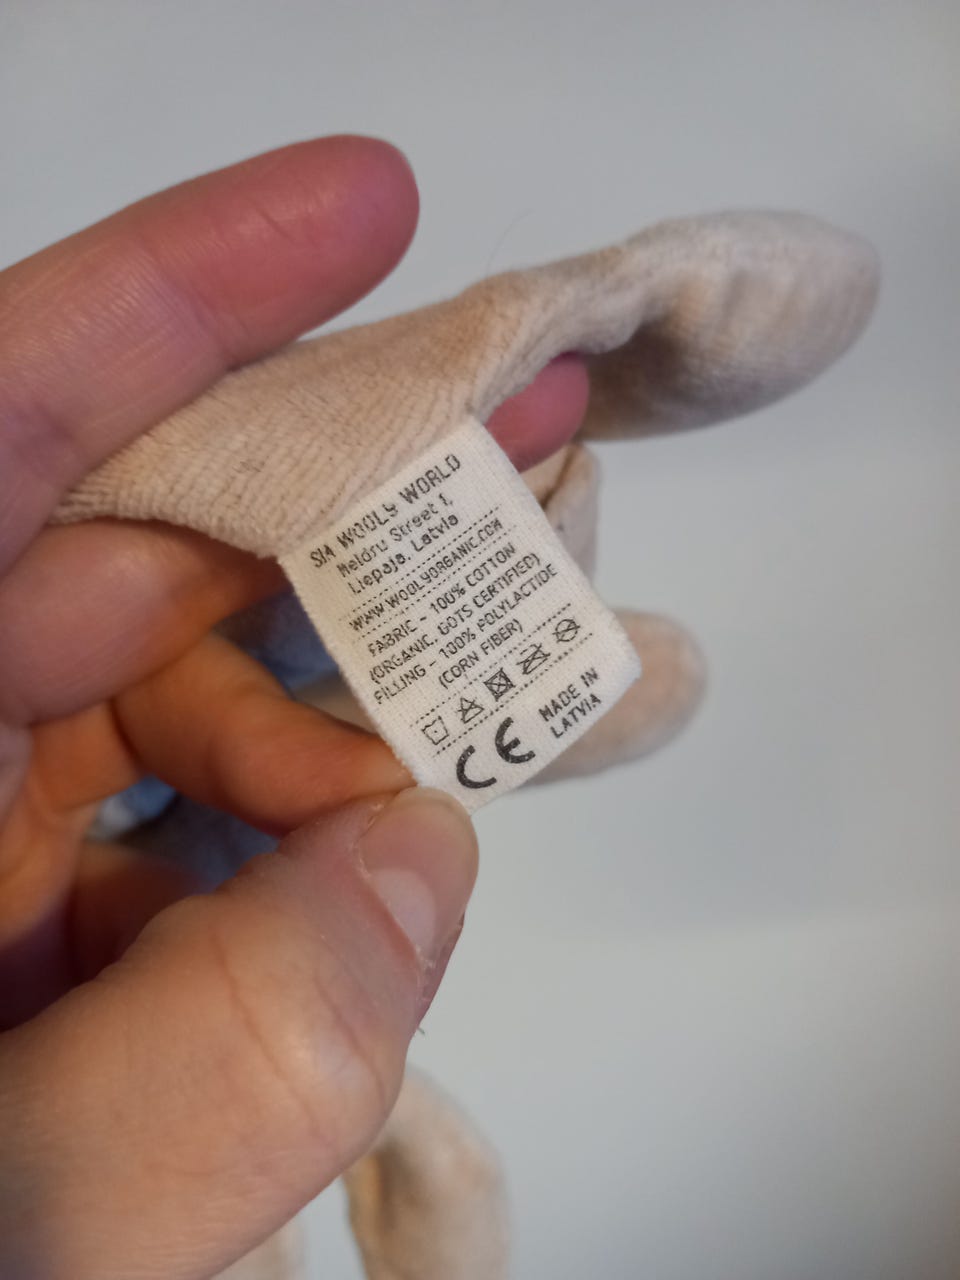 SIA WOOLY WORLD
Meldru Street 1,
Liepaja, Latvia
WWW.WOOLYORGANIC.COM
FABRIC - 100% COTTON
(ORGANIC, GOTS CERTIFIED)
FILLING - 100% POLYLACTIDE
(CORN FIBER)
CE MADE IN
LATVIA